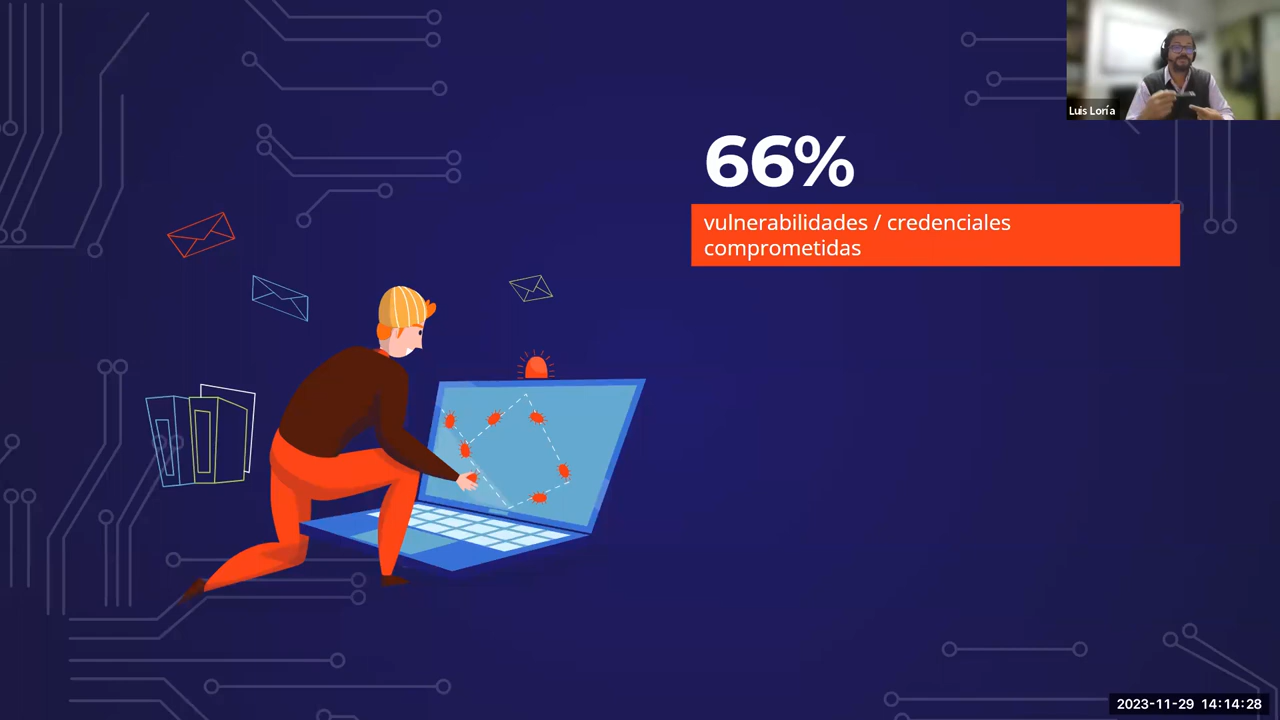 Luis Loría
66%
vulnerabilidades / credenciales
comprometidas
2023-11-29 14:14:28